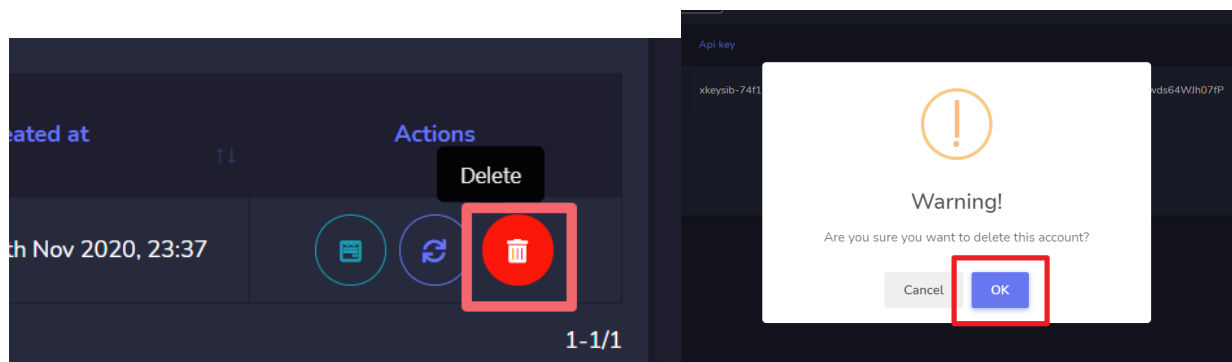 eated at
Actions
Delete
th Nov 2020, 23:37
1-1/1
Api key
xkeysib-74f1
wds64WJh07fP
Warning!
Are you sure you want to delete this account?
Cancel
OK